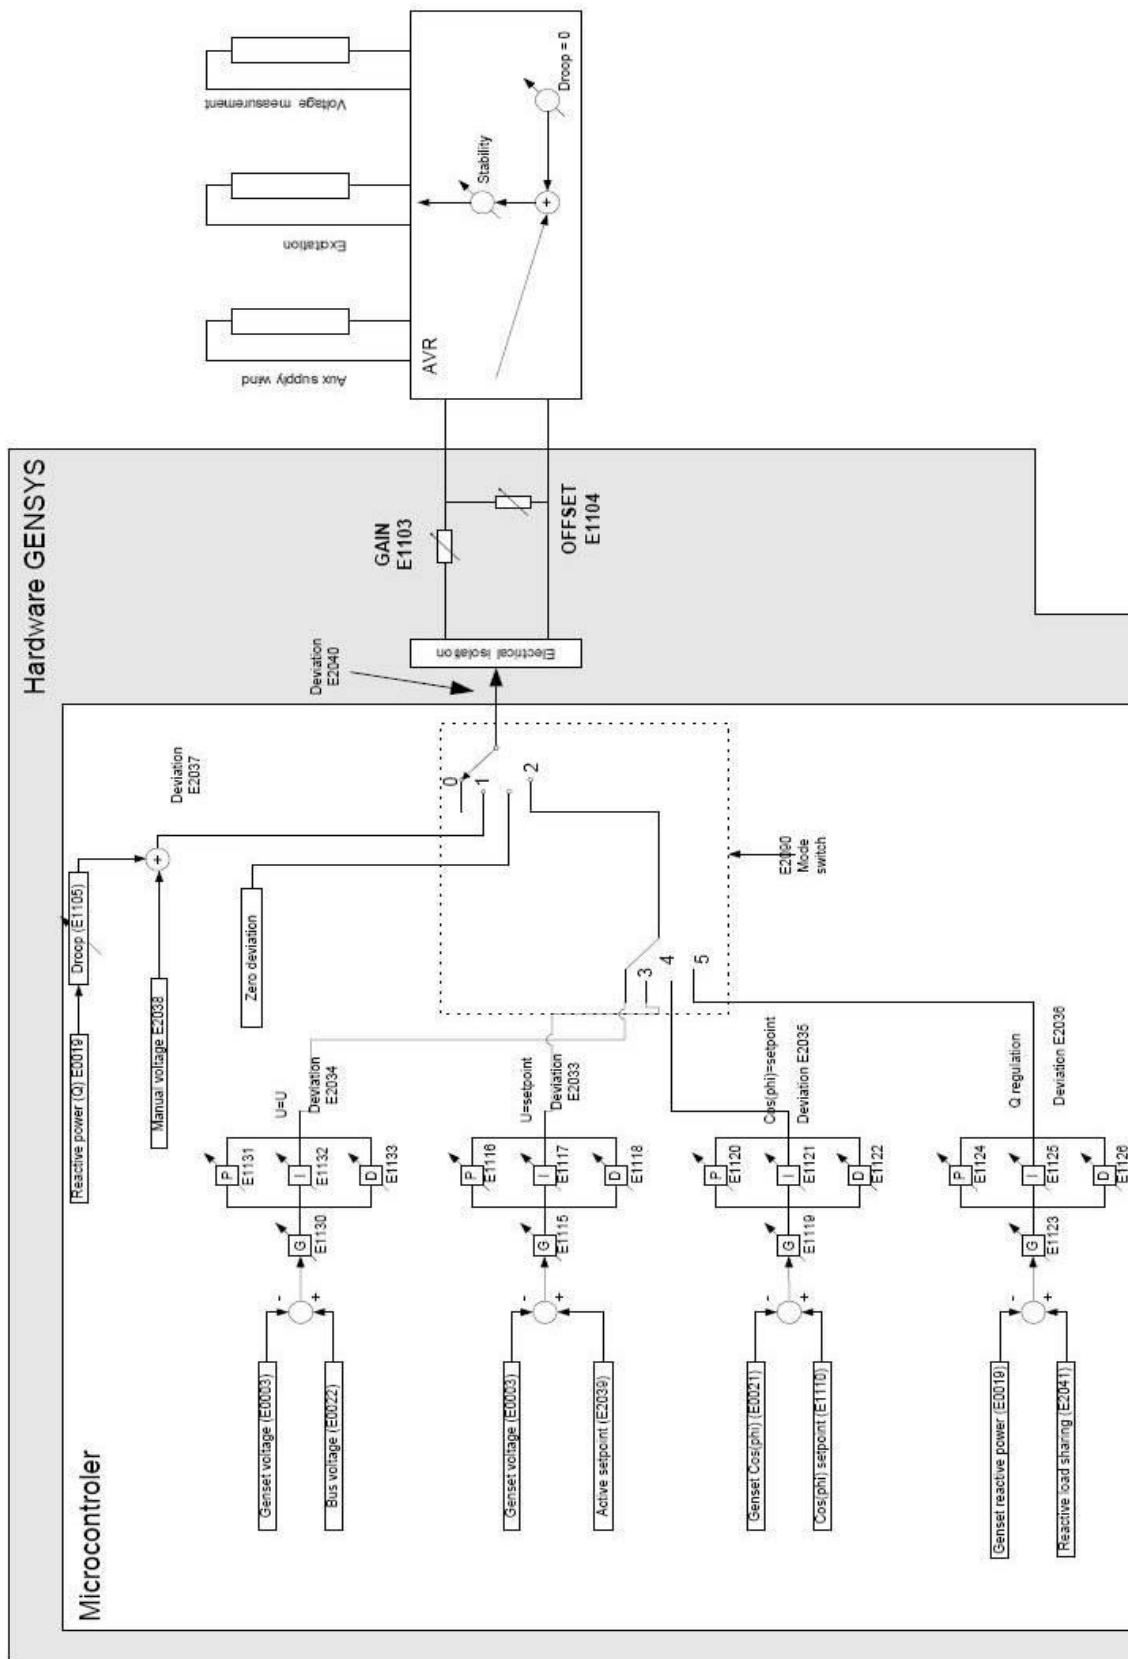 Hardware GENSYS
Microcontroler
Reactive power (Q) E0019
Droop (E1105)
Manual voltage E2038
+
Deviation
E2037
Zero deviation
Genset voltage (E0003)
Bus voltage (E0022)
-
+
G
E1130
P
E1131
I
E1132
D
E1133
U=U
Deviation
E2034
Genset voltage (E0003)
Active setpoint (E2039)
-
+
G
E1115
P
E1116
I
E1117
D
E1118
U=setpoint
Deviation
E2033
Genset Cos(phi) (E0021)
Cos(phi) setpoint (E1110)
-
+
G
E1119
P
E1120
I
E1121
D
E1122
Cos(phi)=setpoint
Deviation E2035
Genset reactive power (E0019)
Reactive load sharing (E2041)
-
+
G
E1123
P
E1124
I
E1125
D
E1126
Q regulation
Deviation E2036
0
1
2
3
4
5
E2090
Mode
switch
Deviation
E2040
Electrical isolation
GAIN
E1103
OFFSET
E1104
AVR
Aux supply wind
Exatation
Voltage measurement
Stability
+
Droop = 0